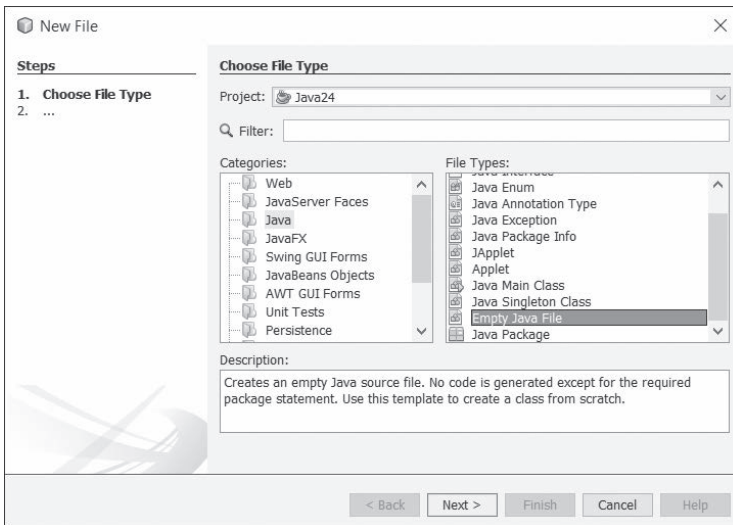 New File
Steps
1. Choose File Type
2. ...
Choose File Type
Project: Java24
Filter:
Categories:
Web
JavaServer Faces
Java
JavaFX
Swing GUI Forms
JavaBeans Objects
AWT GUI Forms
Unit Tests
Persistence
File Types:
Java Interface
Java Enum
Java Annotation Type
Java Exception
Java Package Info
JApplet
Applet
Java Main Class
Java Singleton Class
Empty Java File
Java Package
Description:
Creates an empty Java source file. No code is generated except for the required
package statement. Use this template to create a class from scratch.
< Back
Next >
Finish
Cancel
Help